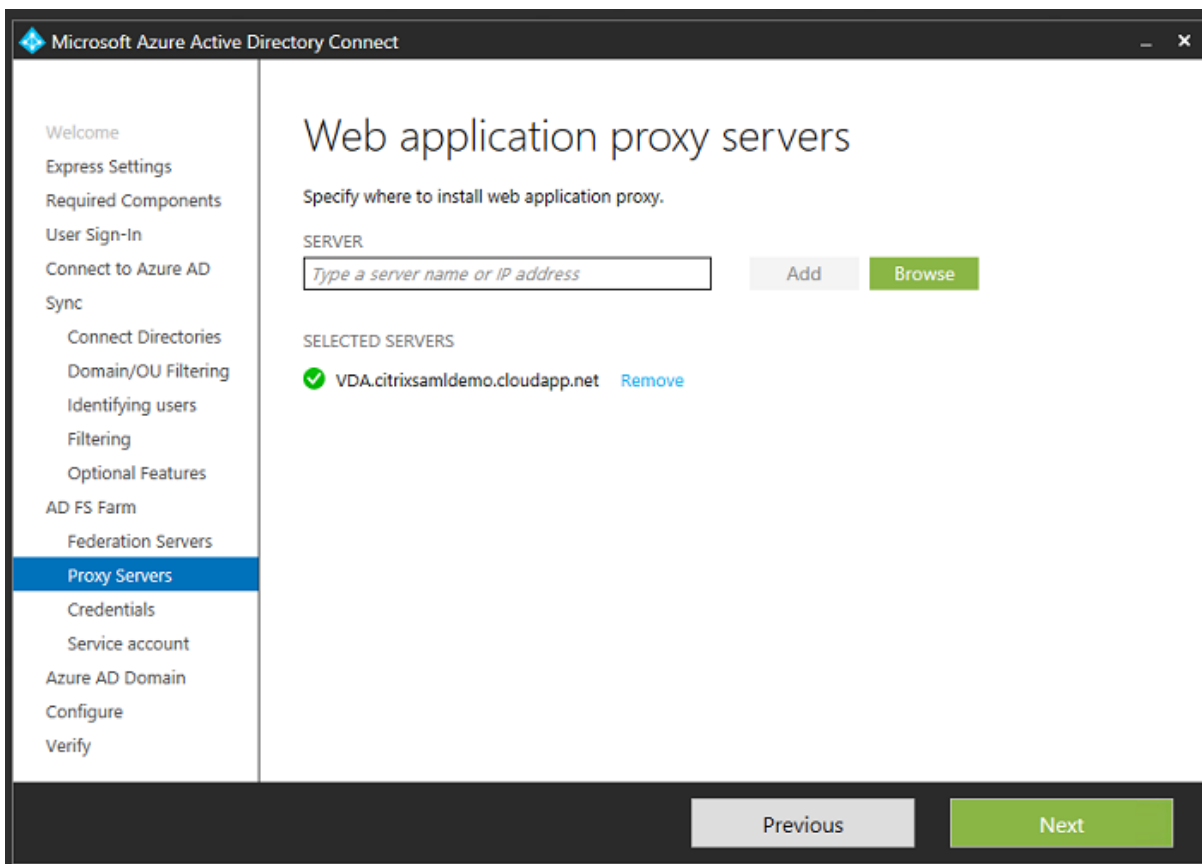 Microsoft Azure Active Directory Connect
Welcome
Express Settings
Required Components
User Sign-In
Connect to Azure AD
Sync
Connect Directories
Domain/OU Filtering
Identifying users
Filtering
Optional Features
AD FS Farm
Federation Servers
Proxy Servers
Credentials
Service account
Azure AD Domain
Configure
Verify
Web application proxy servers
Specify where to install web application proxy.
SERVER
Type a server name or IP address Add Browse
SELECTED SERVERS
VDA.citrixsamldemo.cloudapp.net Remove
Previous Next